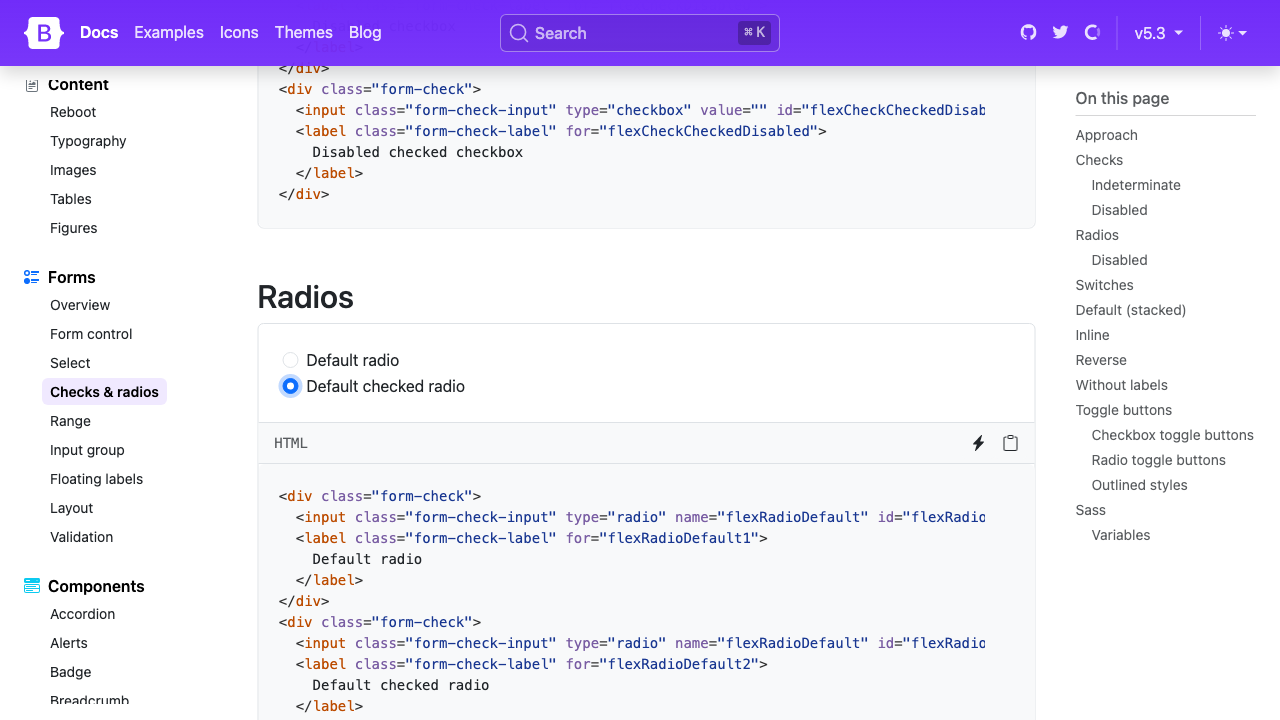 B
Docs
Examples
Icons
Themes
Blog
Search
⌘ K
v5.3
Content
Reboot
Typography
Images
Tables
Figures
Forms
Overview
Form control
Select
Checks & radios
Range
Input group
Floating labels
Layout
Validation
Components
Accordion
Alerts
Badge
Breadcrumb
</div>
<div class="form-check">
  <input class="form-check-input" type="checkbox" value="" id="flexCheckCheckedDisab
  <label class="form-check-label" for="flexCheckCheckedDisabled">
    Disabled checked checkbox
  </label>
</div>
Radios
Default radio
Default checked radio
HTML
<div class="form-check">
  <input class="form-check-input" type="radio" name="flexRadioDefault" id="flexRadio
  <label class="form-check-label" for="flexRadioDefault1">
    Default radio
  </label>
</div>
<div class="form-check">
  <input class="form-check-input" type="radio" name="flexRadioDefault" id="flexRadio
  <label class="form-check-label" for="flexRadioDefault2">
    Default checked radio
  </label>
On this page
Approach
Checks
Indeterminate
Disabled
Radios
Disabled
Switches
Default (stacked)
Inline
Reverse
Without labels
Toggle buttons
Checkbox toggle buttons
Radio toggle buttons
Outlined styles
Sass
Variables